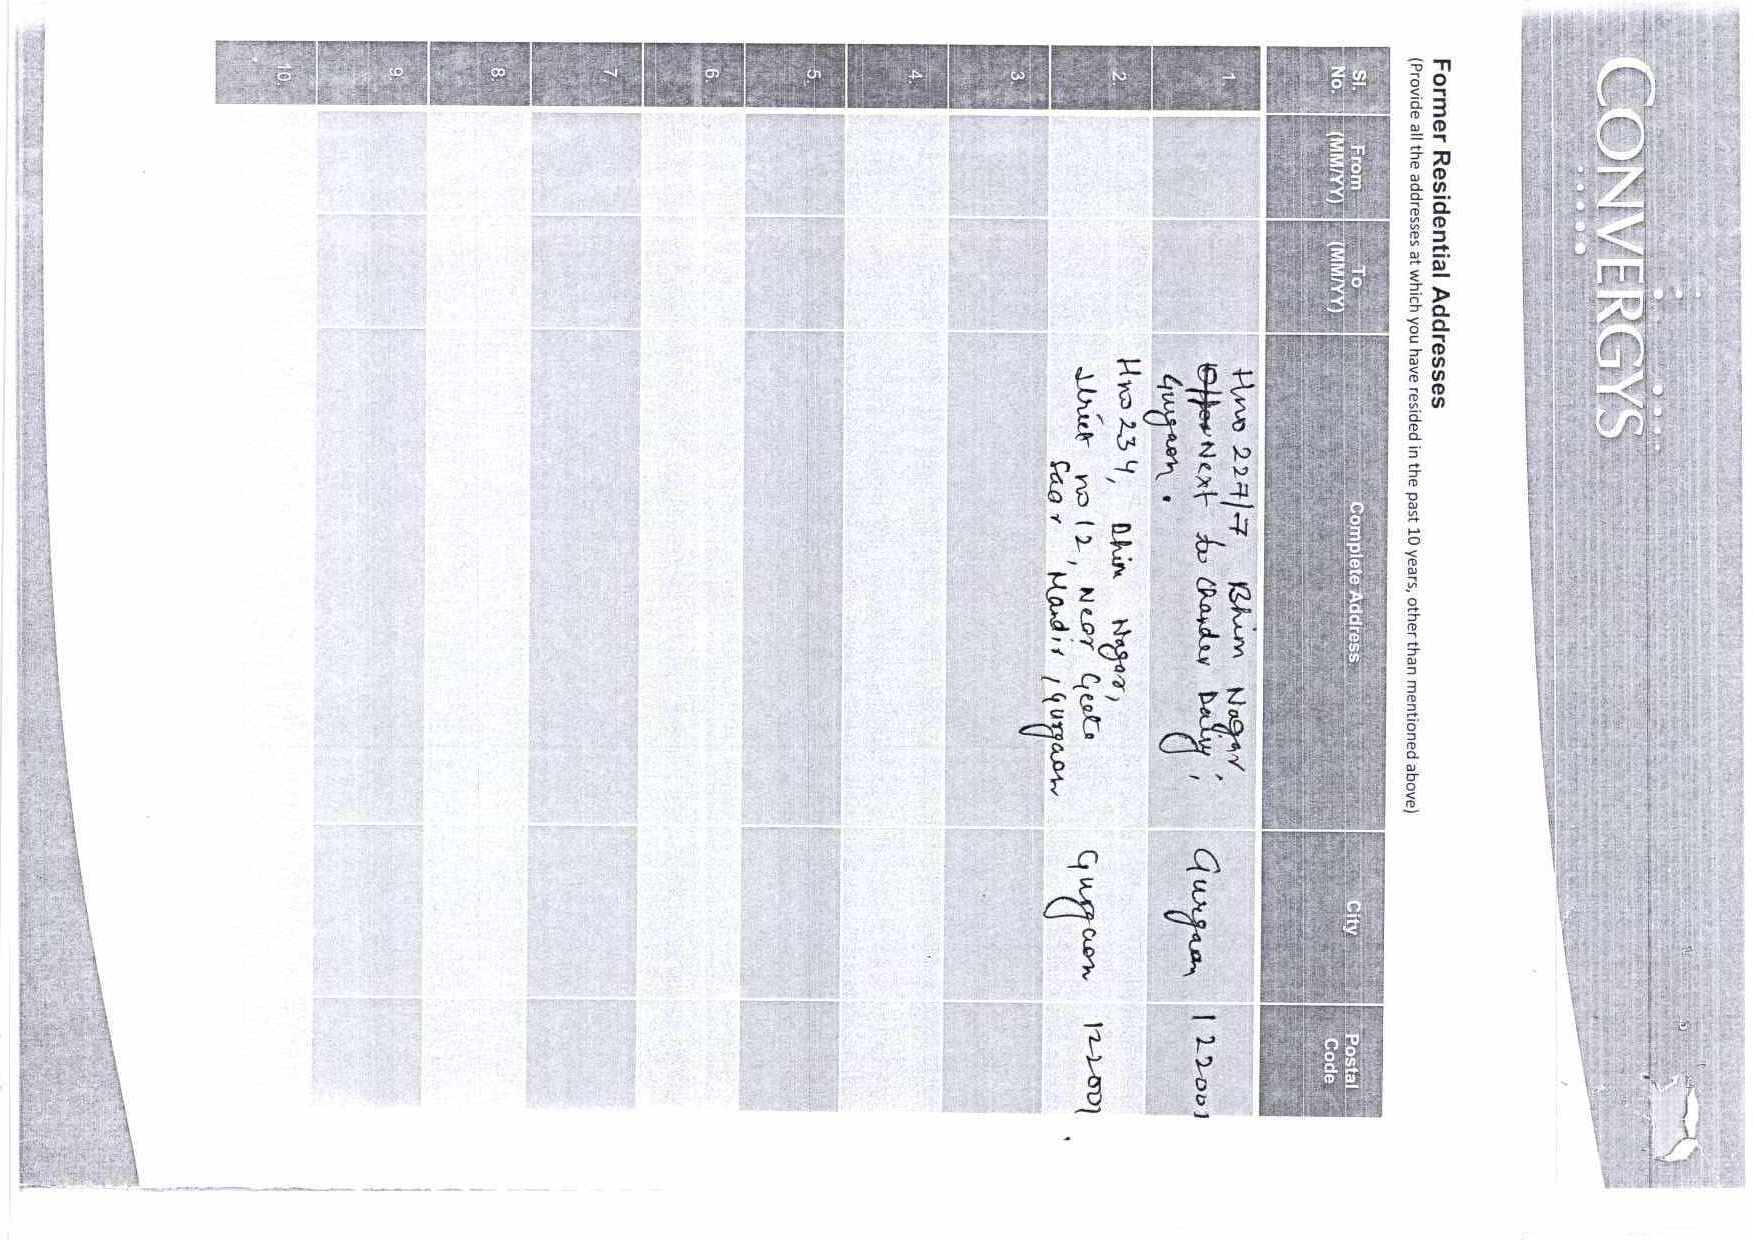 CONVERGYS
Former Residential Addresses
(Provide all the addresses at which you have resided in the past 10 years, other than mentioned above)
Sl. No. From (MM/YY) To (MM/YY) Complete Address City Postal Code
1. Hno 227/7 Bhim Nagar,
Next to Chander Dairy, Gurgaon 122001
Gurgaon.
2. Hno 234, Bhim Nagar,
street no 12, Near Geeta Gurgaon 122001
Mandir, Gurgaon
3.
4.
5.
6.
7
8.
9.
10.